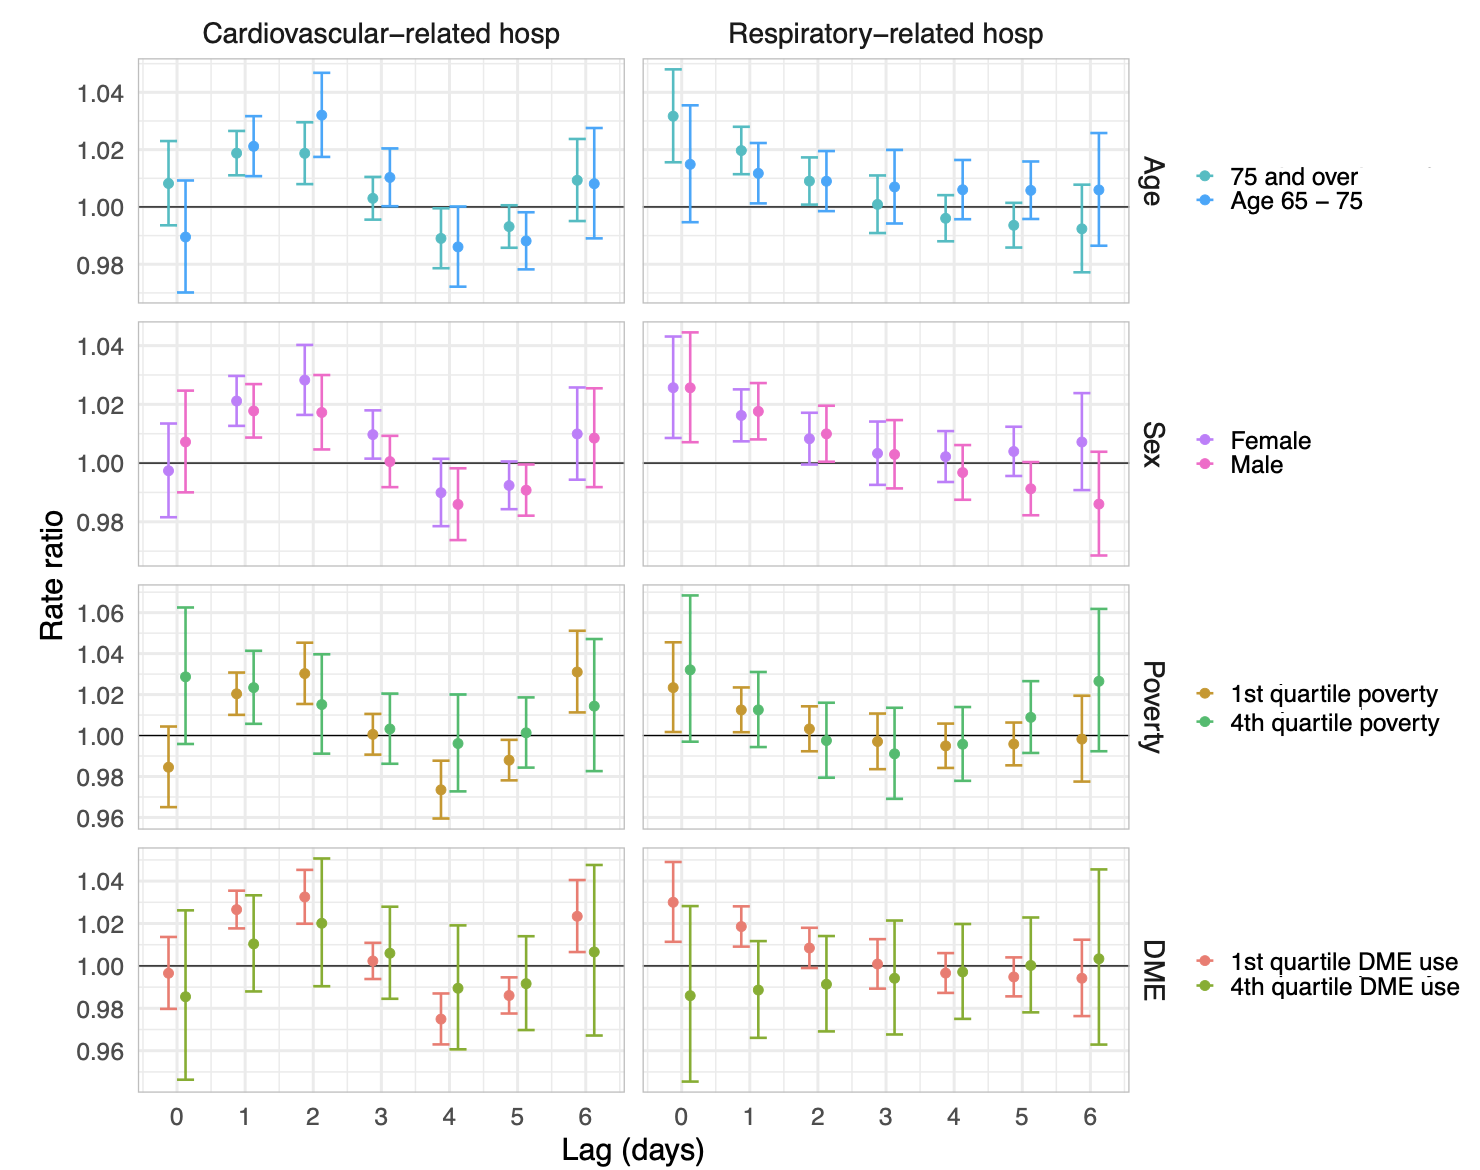 Cardiovascular−related hosp
Respiratory−related hosp
1.04
1.02
1.00
0.98
Age
75 and over
Age 65 − 75
1.04
1.02
1.00
0.98
Sex
Female
Male
Rate ratio
1.06
1.04
1.02
1.00
0.98
0.96
Poverty
1st quartile poverty
4th quartile poverty
1.04
1.02
1.00
0.98
0.96
DME
1st quartile DME use
4th quartile DME use
0 1 2 3 4 5 6
0 1 2 3 4 5 6
Lag (days)